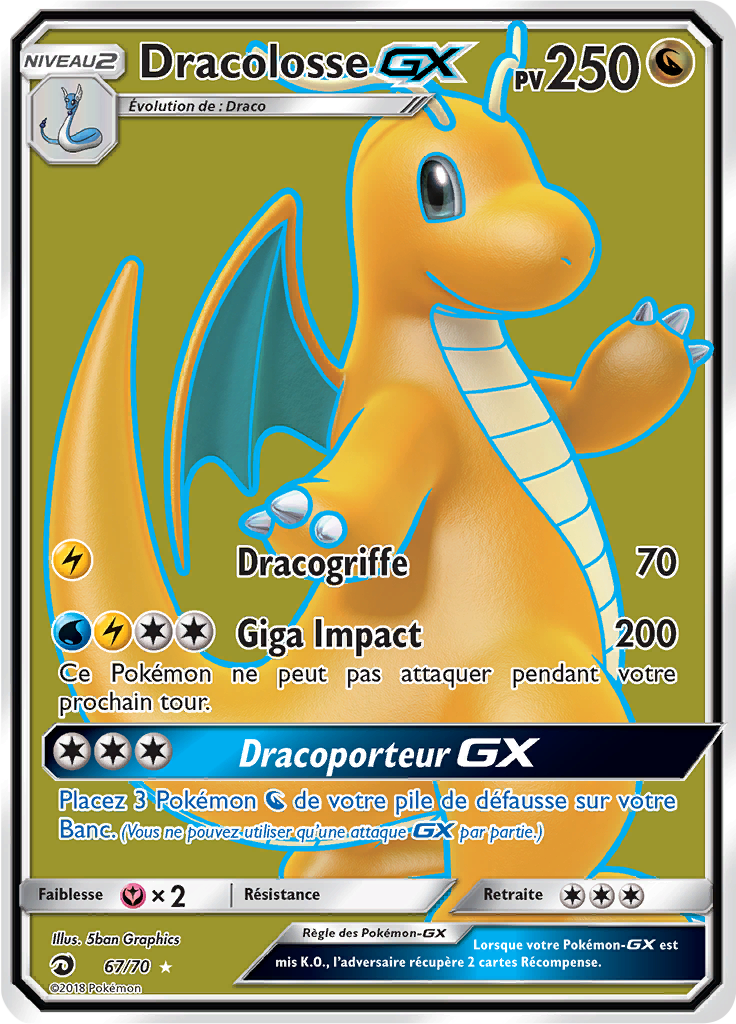 NIVEAU2 Dracolosse GX PV250
Évolution de : Draco
Dracogriffe 70
Giga Impact 200
Ce Pokémon ne peut pas attaquer pendant votre
prochain tour.
Dracoporteur GX
Placez 3 Pokémon de votre pile de défausse sur votre
Banc. (Vous ne pouvez utiliser qu'une attaque GX par partie.)
Faiblesse ×2 Résistance Retraite
Illus. 5ban Graphics
67/70
©2018 Pokémon
Règle des Pokémon-GX
Lorsque votre Pokémon-GX est
mis K.O., l'adversaire récupère 2 cartes Récompense.